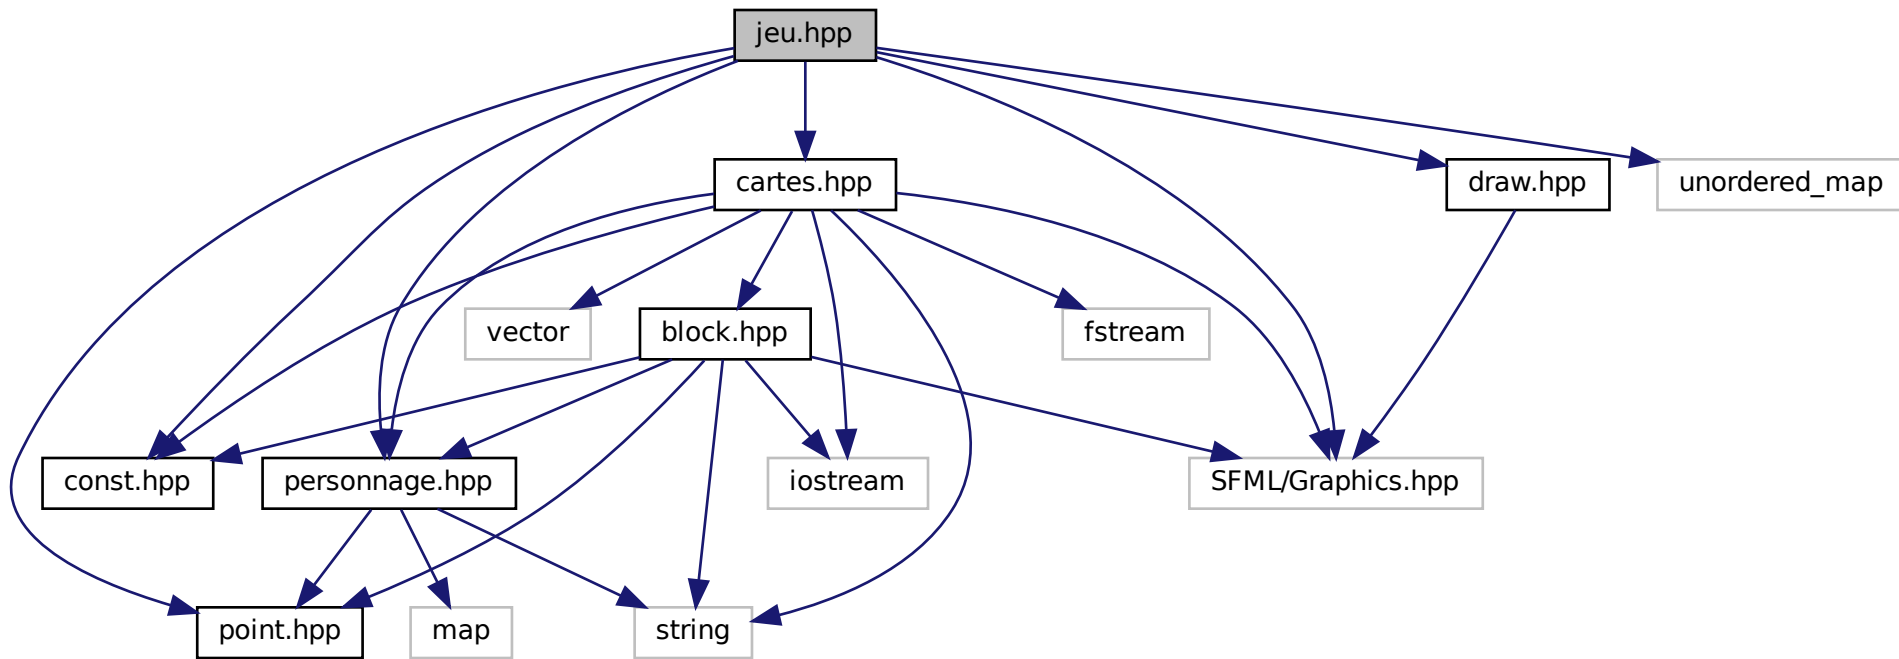 jeu.hpp
cartes.hpp
draw.hpp
unordered_map
vector
block.hpp
fstream
const.hpp
personnage.hpp
iostream
SFML/Graphics.hpp
point.hpp
map
string